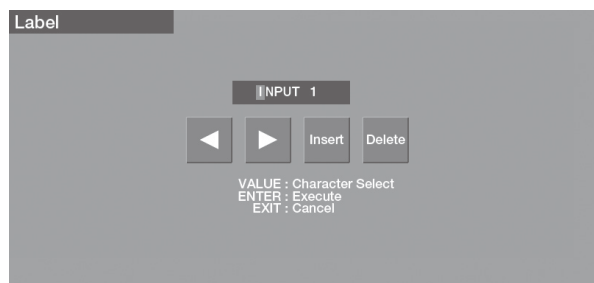 Label
INPUT 1
Insert Delete
VALUE : Character Select
ENTER : Execute
EXIT : Cancel